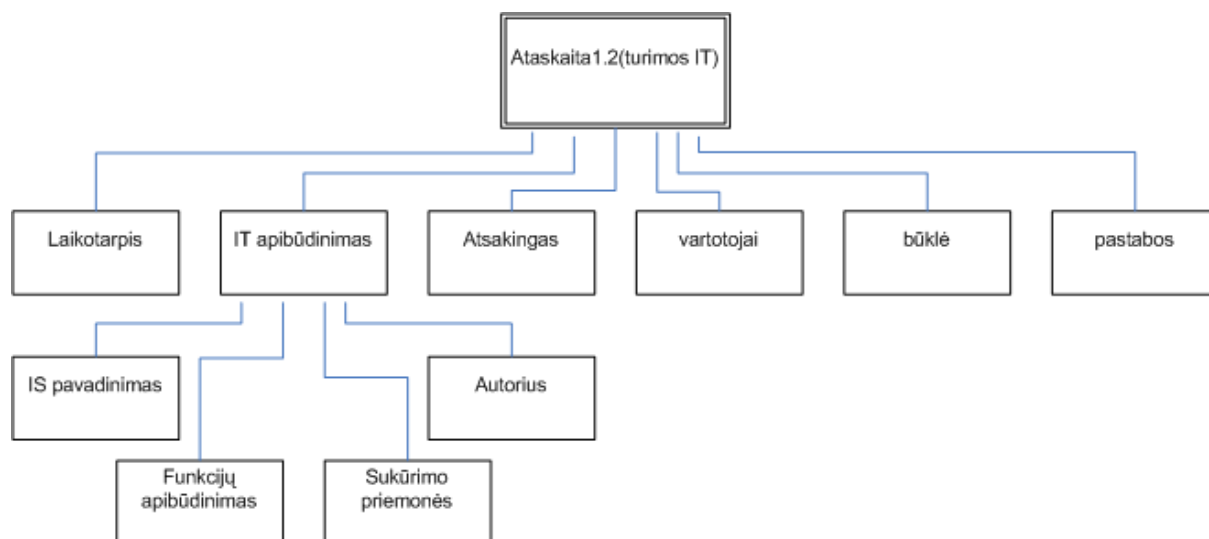 Ataskaita1.2(turimos IT)
Laikotarpis
IT apibūdinimas
Atsakingas
vartotojai
būklė
pastabos
IS pavadinimas
Autorius
Funkcijų
apibūdinimas
Sukūrimo
priemonės